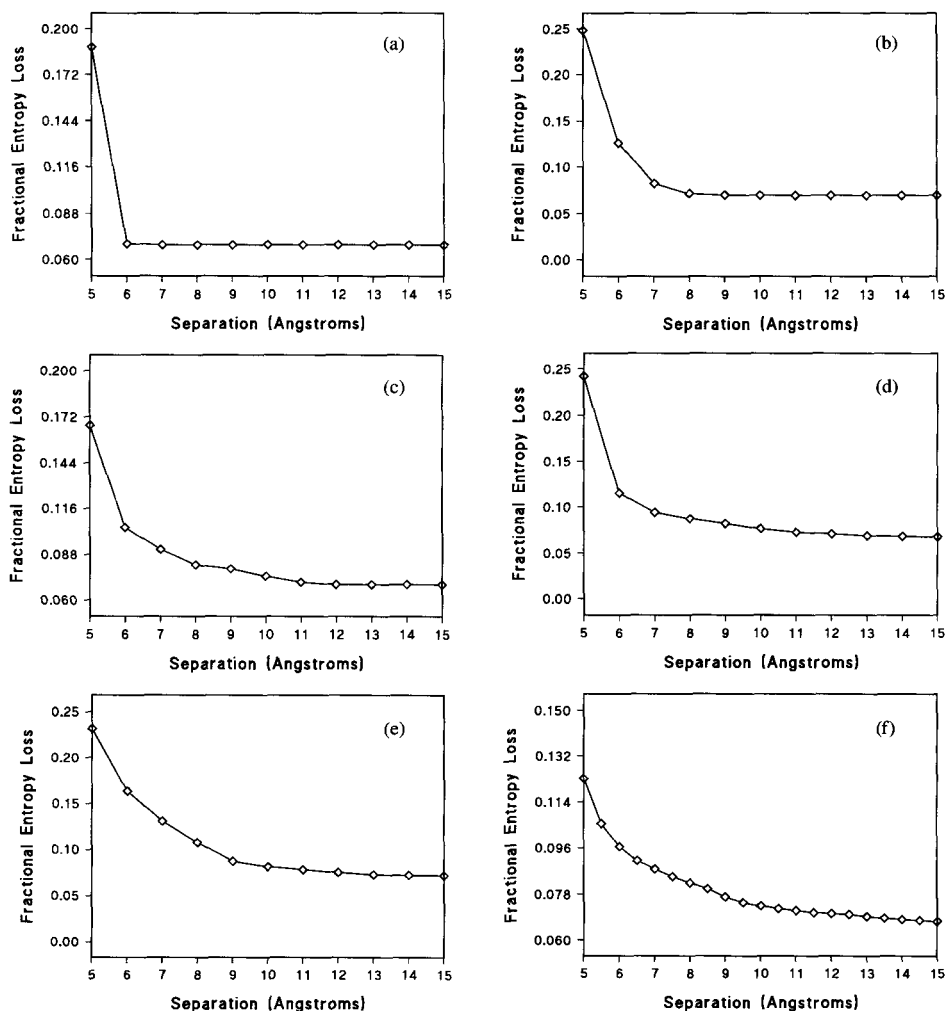 (a)
Fractional Entropy Loss
0.200
0.172
0.144
0.116
0.088
0.060
5 6 7 8 9 10 11 12 13 14 15
Separation (Angstroms)
(b)
Fractional Entropy Loss
0.25
0.20
0.15
0.10
0.05
0.00
5 6 7 8 9 10 11 12 13 14 15
Separation (Angstroms)
(c)
Fractional Entropy Loss
0.200
0.172
0.144
0.116
0.088
0.060
5 6 7 8 9 10 11 12 13 14 15
Separation (Angstroms)
(d)
Fractional Entropy Loss
0.25
0.20
0.15
0.10
0.05
0.00
5 6 7 8 9 10 11 12 13 14 15
Separation (Angstroms)
(e)
Fractional Entropy Loss
0.25
0.20
0.15
0.10
0.05
0.00
5 6 7 8 9 10 11 12 13 14 15
Separation (Angstroms)
(f)
Fractional Entropy Loss
0.150
0.132
0.114
0.096
0.078
0.060
5 6 7 8 9 10 11 12 13 14 15
Separation (Angstroms)